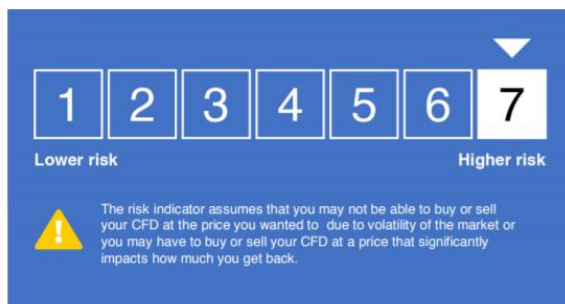 1 2 3 4 5 6 7
Lower risk Higher risk
The risk indicator assumes that you may not be able to buy or sell
your CFD at the price you wanted to due to volatility of the market or
you may have to buy or sell your CFD at a price that significantly
impacts how much you get back.